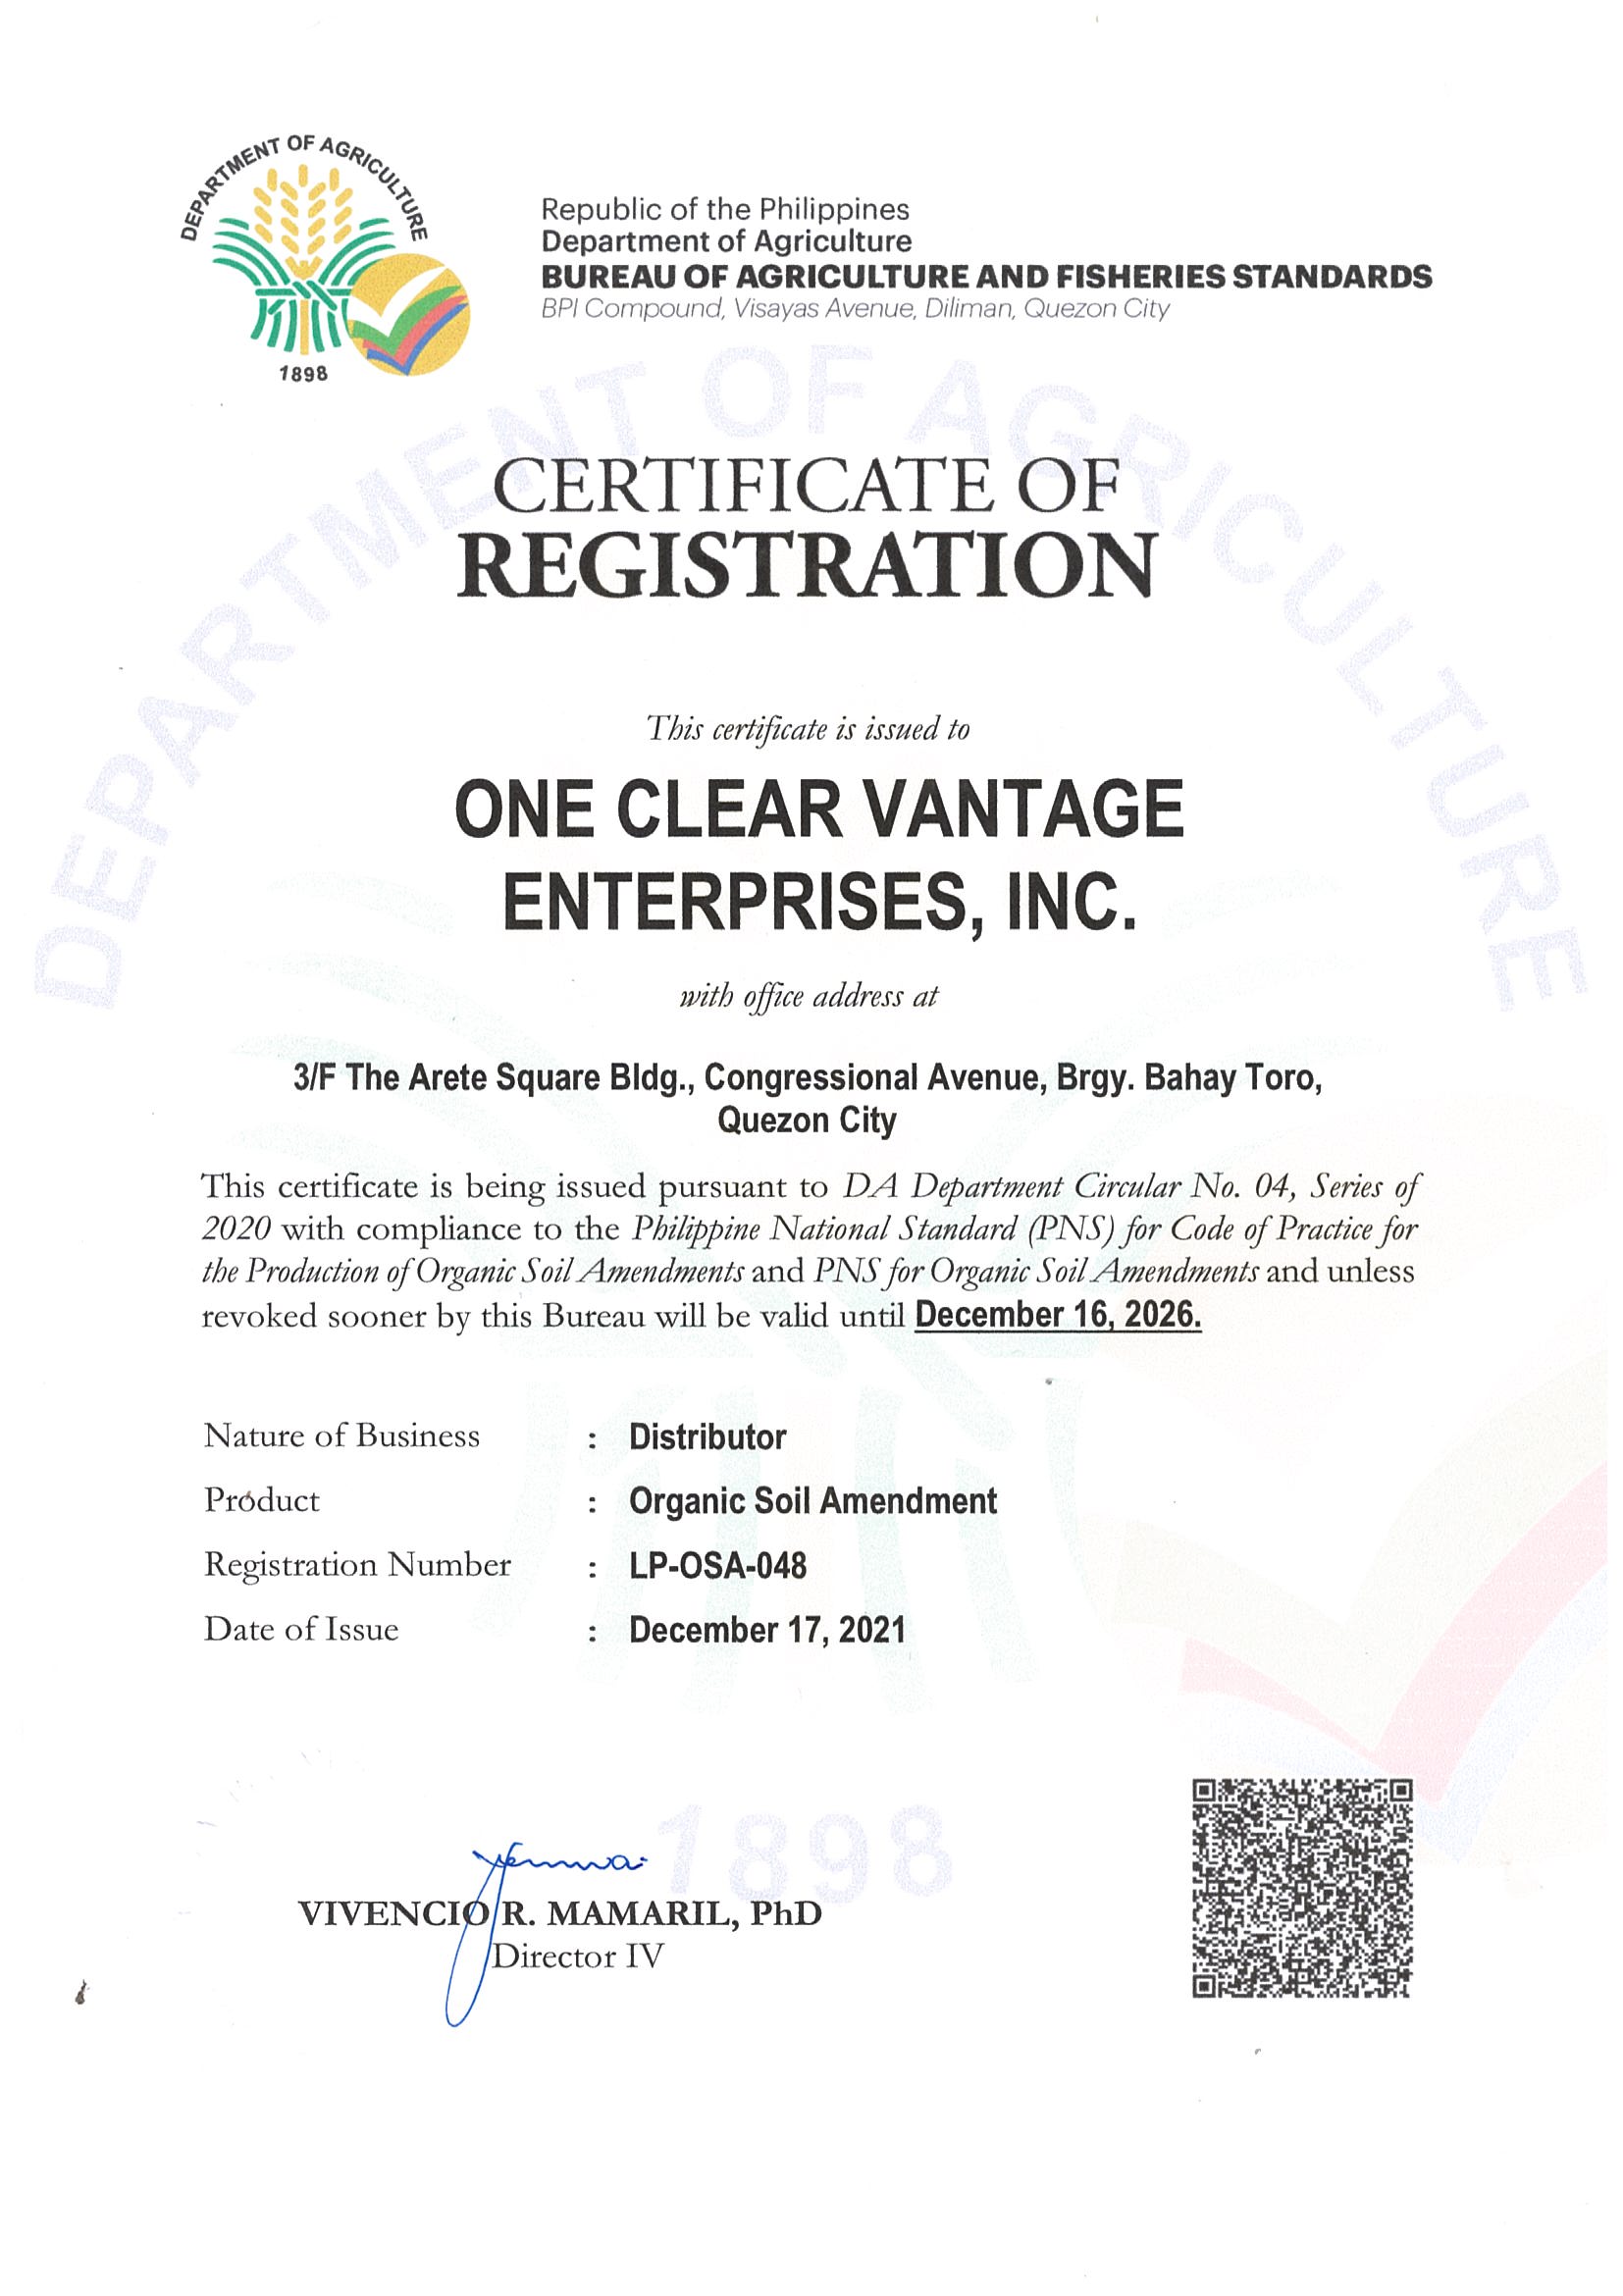 DEPARTMENT OF AGRICULTURE
1898
Republic of the Philippines
Department of Agriculture
BUREAU OF AGRICULTURE AND FISHERIES STANDARDS
BPI Compound, Visayas Avenue, Diliman, Quezon City
DEPARTMENT OF AGRICULTURE
CERTIFICATE OF
REGISTRATION
This certificate is issued to
ONE CLEAR VANTAGE
ENTERPRISES, INC.
with office address at
3/F The Arete Square Bldg., Congressional Avenue, Brgy. Bahay Toro,
Quezon City
This certificate is being issued pursuant to DA Department Circular No. 04, Series of
2020 with compliance to the Philippine National Standard (PNS) for Code of Practice for
the Production of Organic Soil Amendments and PNS for Organic Soil Amendments and unless
revoked sooner by this Bureau will be valid until December 16, 2026.
Nature of Business : Distributor
Product : Organic Soil Amendment
Registration Number : LP-OSA-048
Date of Issue : December 17, 2021
1898
VIVENCIO R. MAMARIL, PhD
Director IV